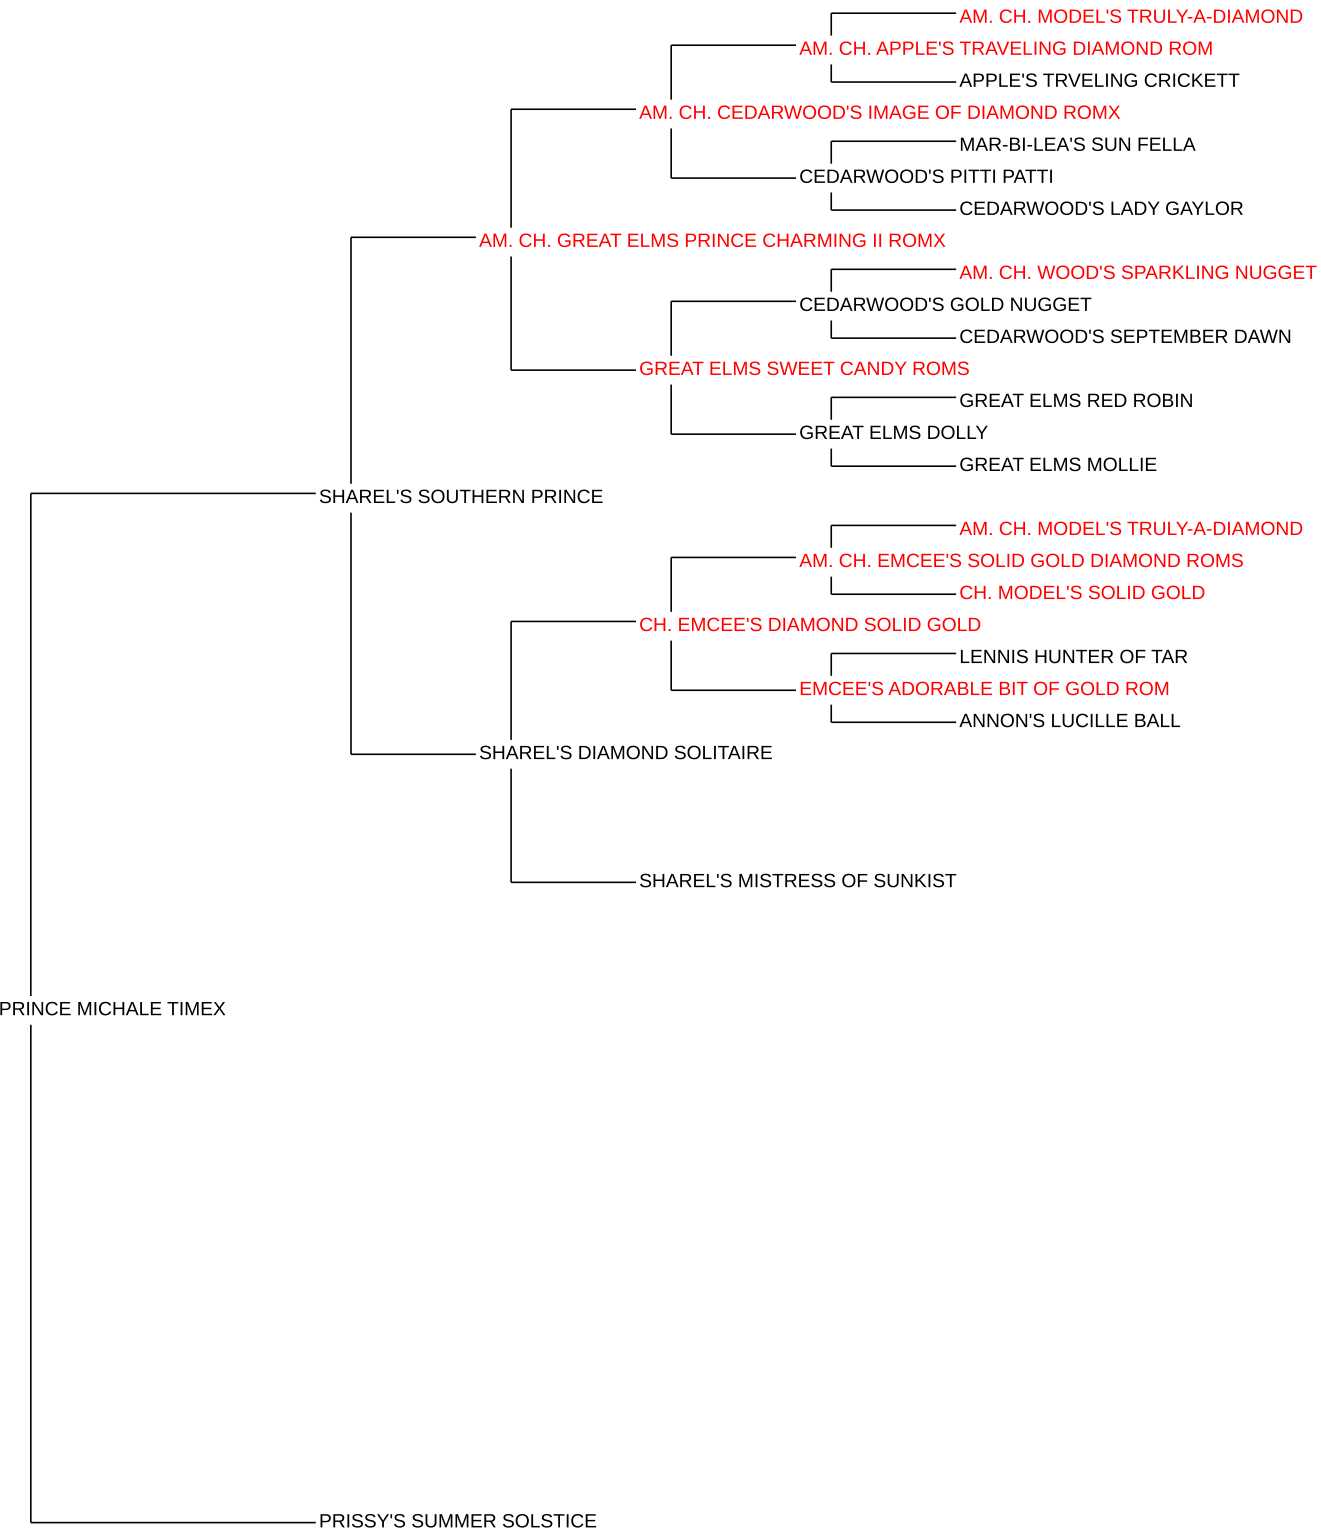 AM. CH. MODEL'S TRULY-A-DIAMOND
AM. CH. APPLE'S TRAVELING DIAMOND ROM
APPLE'S TRVELING CRICKETT
AM. CH. CEDARWOOD'S IMAGE OF DIAMOND ROMX
MAR-BI-LEA'S SUN FELLA
CEDARWOOD'S PITTI PATTI
CEDARWOOD'S LADY GAYLOR
AM. CH. GREAT ELMS PRINCE CHARMING II ROMX
AM. CH. WOOD'S SPARKLING NUGGET
CEDARWOOD'S GOLD NUGGET
CEDARWOOD'S SEPTEMBER DAWN
GREAT ELMS SWEET CANDY ROMS
GREAT ELMS RED ROBIN
GREAT ELMS DOLLY
GREAT ELMS MOLLIE
SHAREL'S SOUTHERN PRINCE
AM. CH. MODEL'S TRULY-A-DIAMOND
AM. CH. EMCEE'S SOLID GOLD DIAMOND ROMS
CH. MODEL'S SOLID GOLD
CH. EMCEE'S DIAMOND SOLID GOLD
LENNIS HUNTER OF TAR
EMCEE'S ADORABLE BIT OF GOLD ROM
ANNON'S LUCILLE BALL
SHAREL'S DIAMOND SOLITAIRE
SHAREL'S MISTRESS OF SUNKIST
PRINCE MICHALE TIMEX
PRISSY'S SUMMER SOLSTICE